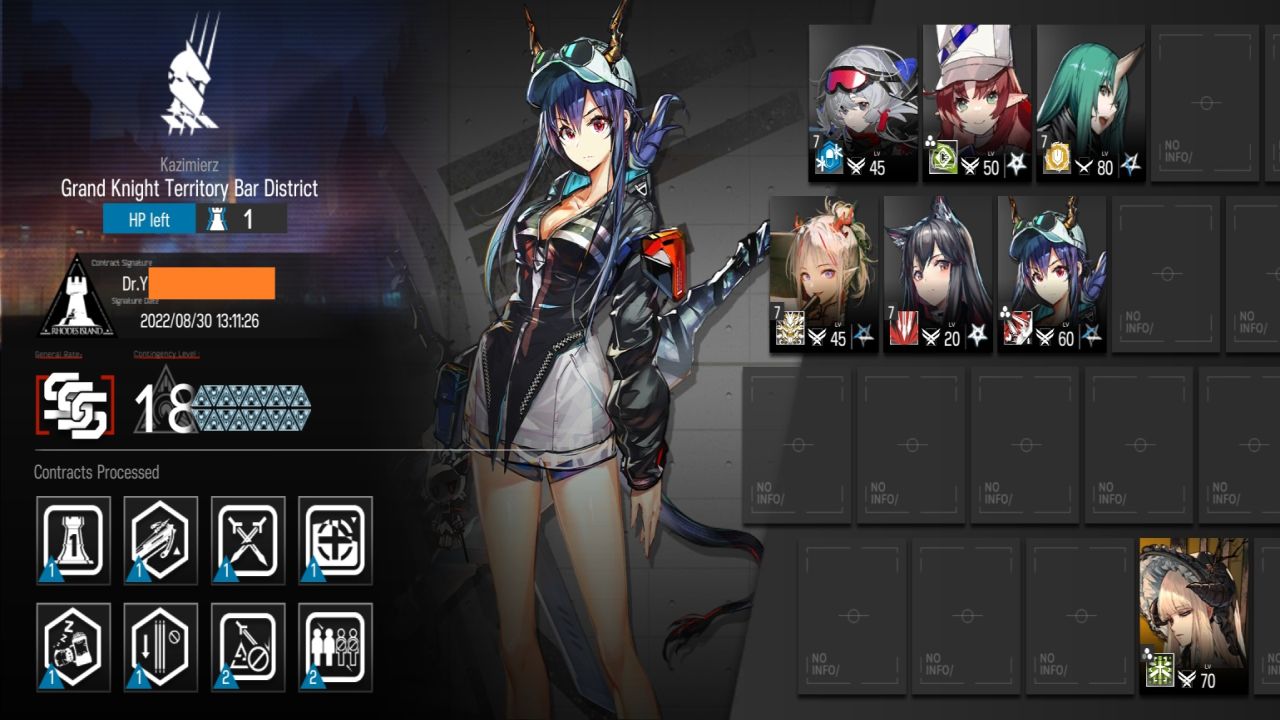 Kazimierz
Grand Knight Territory Bar District
HP left 1
Contract Signature
Dr.Y
Signature Date
2022/08/30 13:11:26
RHODES ISLAND
General Rate:
Contingency Level:
SSS
18
Contracts Processed
1
1
1
1
1
1
2
2
7 LV 45
LV 50
7 LV 80
NO INFO/
7 LV 45
7 LV 20
LV 60
NO INFO/
NO INFO/
NO INFO/
NO INFO/
NO INFO/
NO INFO/
NO INFO/
NO INFO/
NO INFO/
NO INFO/
LV 70